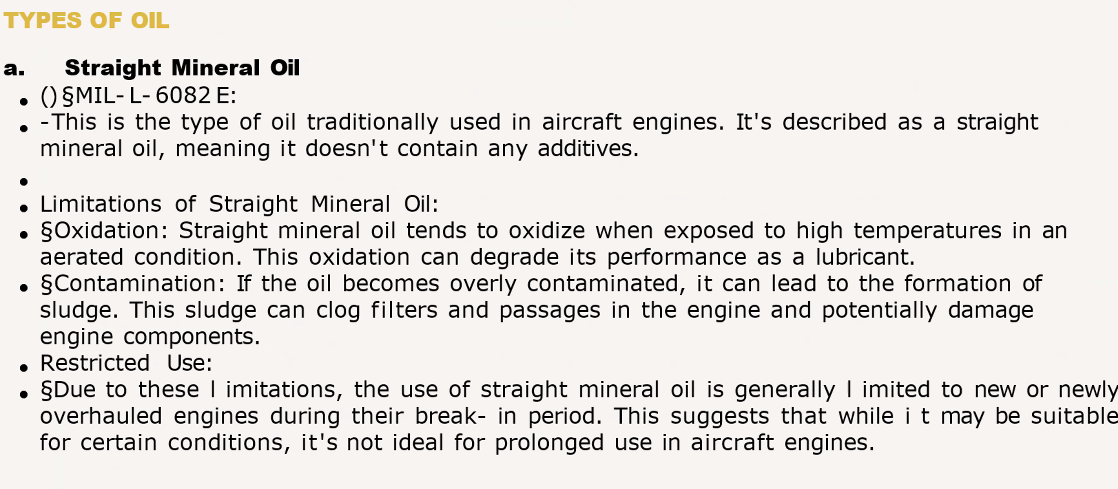 TYPES OF OIL
a. Straight Mineral Oil
• () §MIL- L- 6082 E:
• -This is the type of oil traditionally used in aircraft engines. It's described as a straight
mineral oil, meaning it doesn't contain any additives.
•
• Limitations of Straight Mineral Oil:
• §Oxidation: Straight mineral oil tends to oxidize when exposed to high temperatures in an
aerated condition. This oxidation can degrade its performance as a lubricant.
• §Contamination: If the oil becomes overly contaminated, it can lead to the formation of
sludge. This sludge can clog filters and passages in the engine and potentially damage
engine components.
• Restricted Use:
• §Due to these l imitations, the use of straight mineral oil is generally l imited to new or newly
overhauled engines during their break- in period. This suggests that while i t may be suitable
for certain conditions, it's not ideal for prolonged use in aircraft engines.